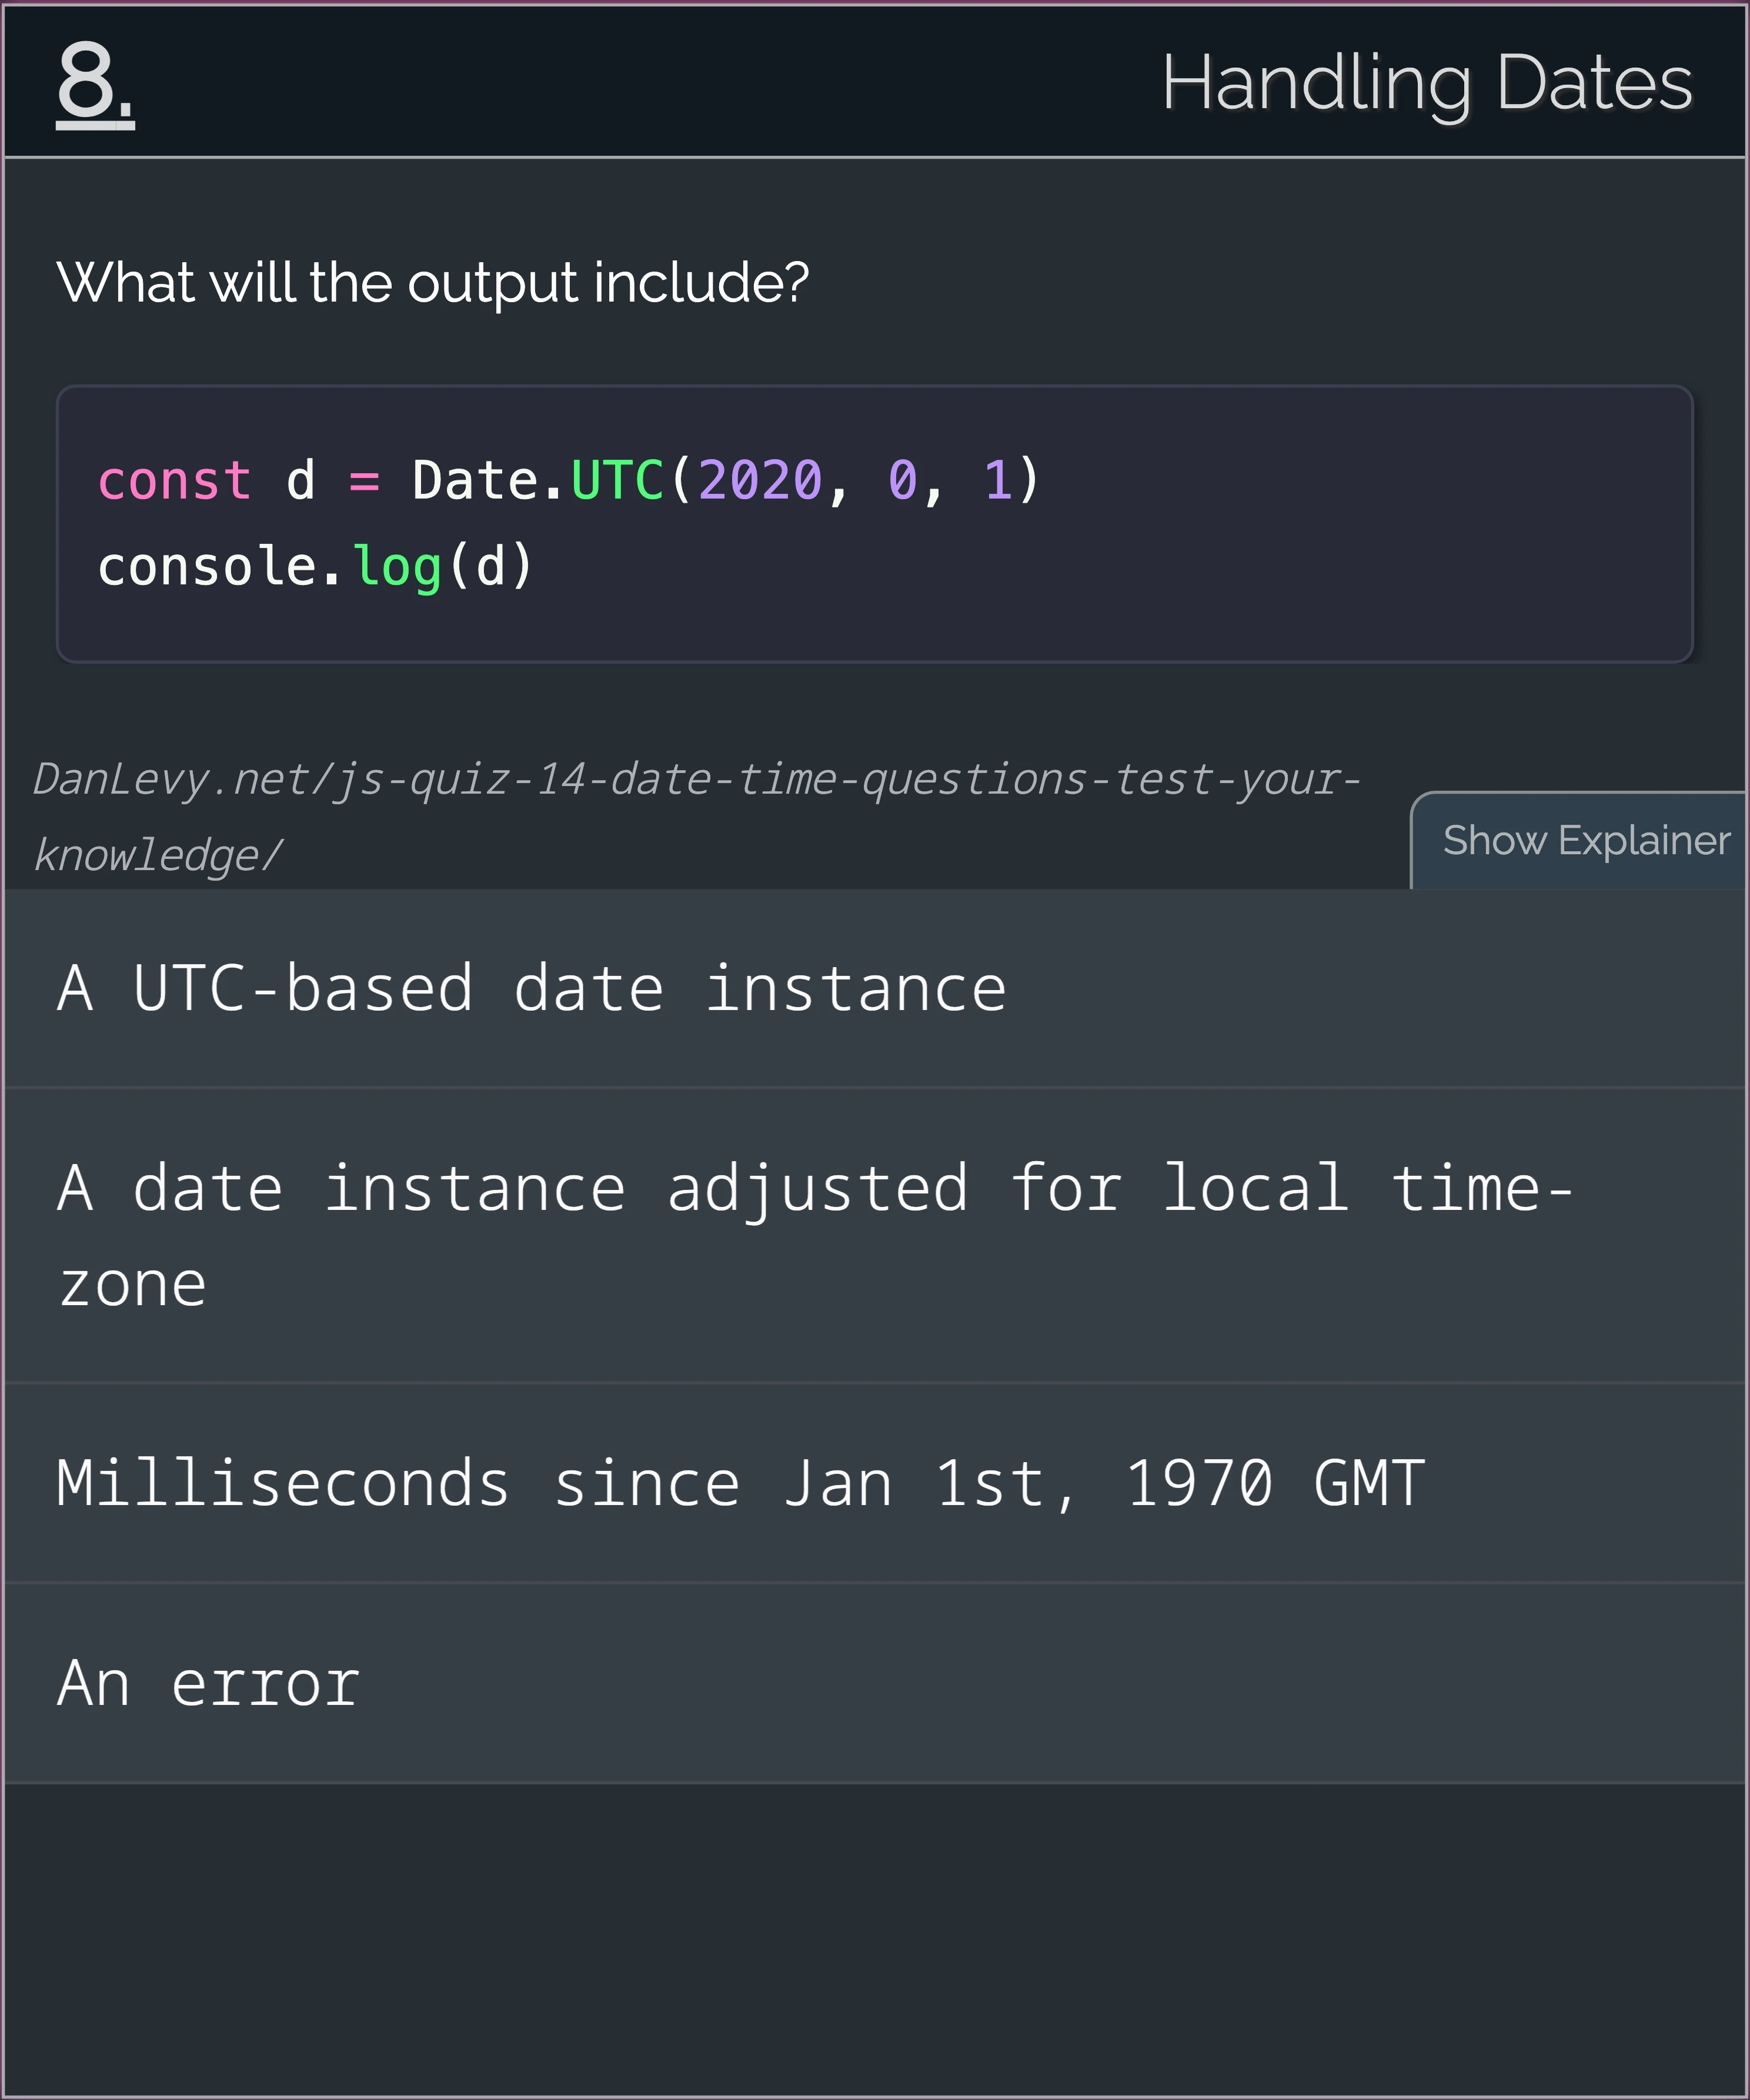 8.
Handling Dates
What will the output include?
const d = Date.UTC(2020, 0, 1)
console.log(d)
DanLevy.net/js-quiz-14-date-time-questions-test-your-
knowledge/
Show Explainer
A UTC-based date instance
A date instance adjusted for local time-
zone
Milliseconds since Jan 1st, 1970 GMT
An error